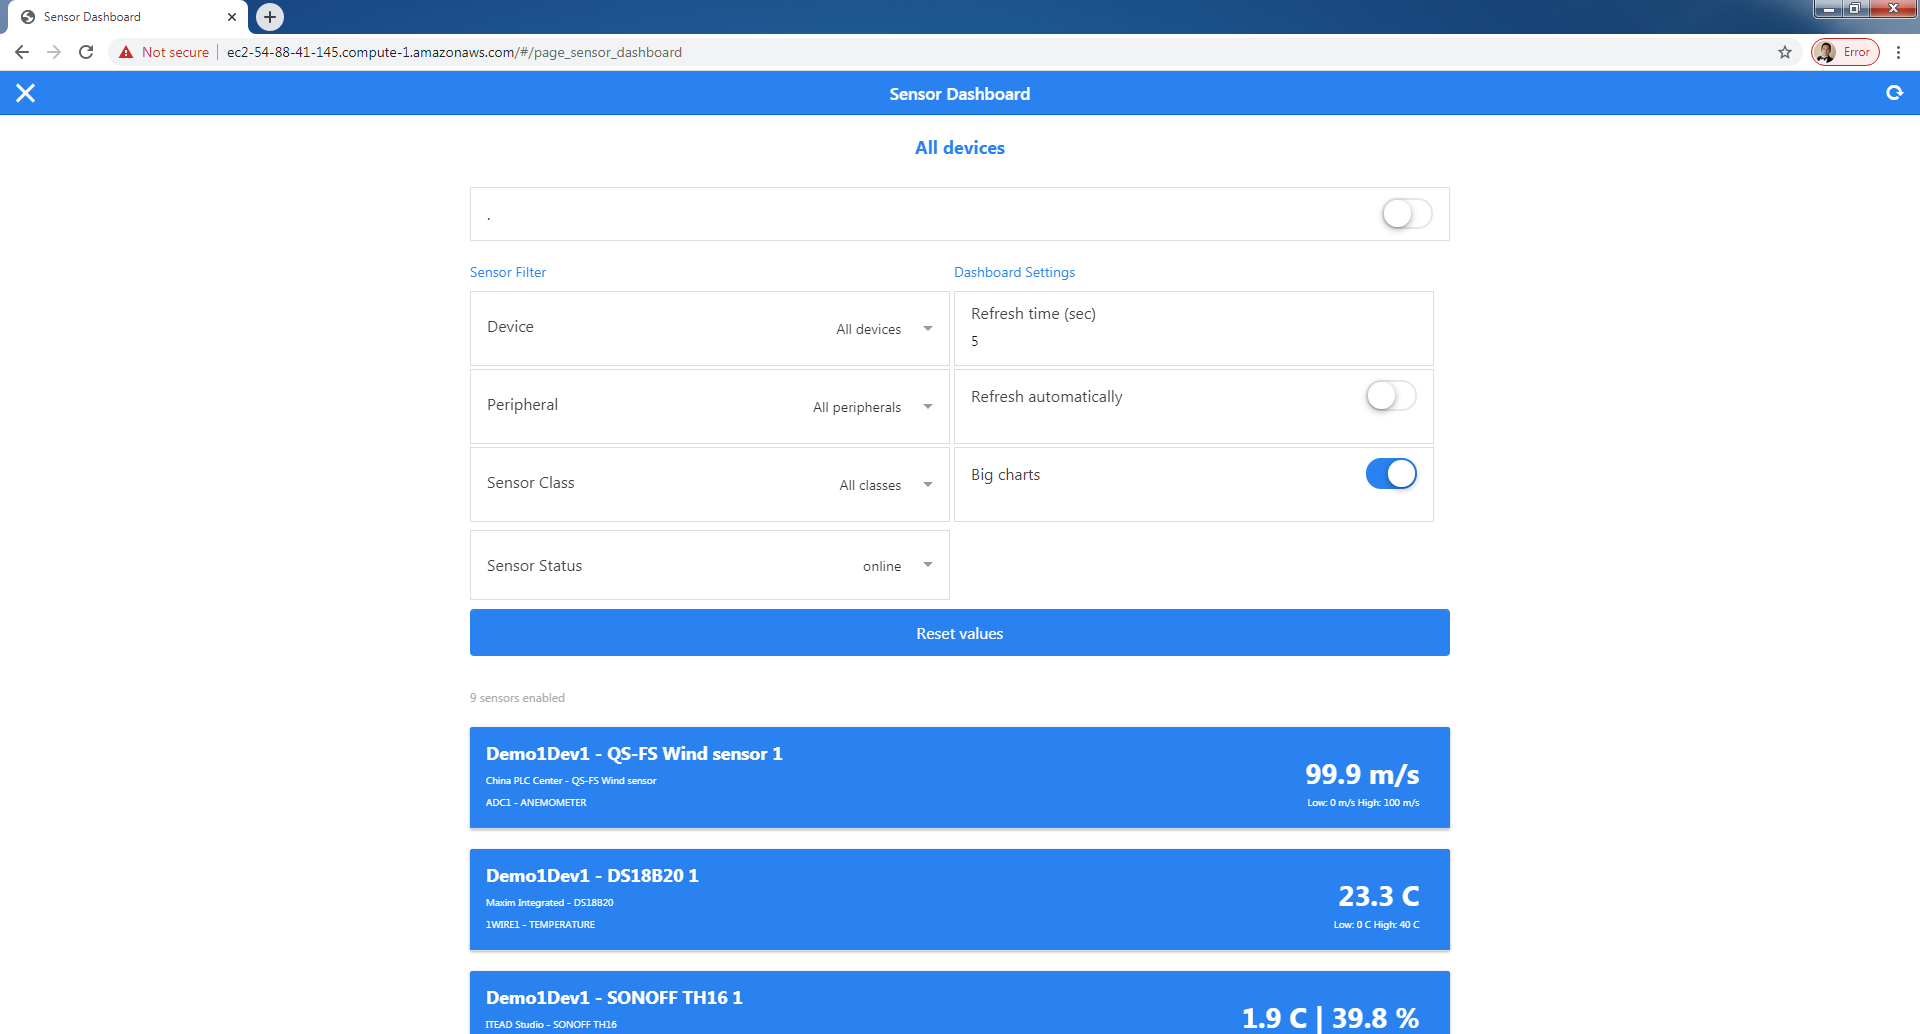 Sensor Dashboard
Not secure
ec2-54-88-41-145.compute-1.amazonaws.com/#/page_sensor_dashboard
Error
Sensor Dashboard
All devices
.
Sensor Filter
Dashboard Settings
Device
All devices
Refresh time (sec)
5
Peripheral
All peripherals
Refresh automatically
Sensor Class
All classes
Big charts
Sensor Status
online
Reset values
9 sensors enabled
Demo1Dev1 - QS-FS Wind sensor 1
China PLC Center - QS-FS Wind sensor
ADC1 - ANEMOMETER
99.9 m/s
Low: 0 m/s High: 100 m/s
Demo1Dev1 - DS18B20 1
Maxim Integrated - DS18B20
1WIRE1 - TEMPERATURE
23.3 C
Low: 0 C High: 40 C
Demo1Dev1 - SONOFF TH16 1
ITEAD Studio - SONOFF TH16
1.9 C | 39.8 %